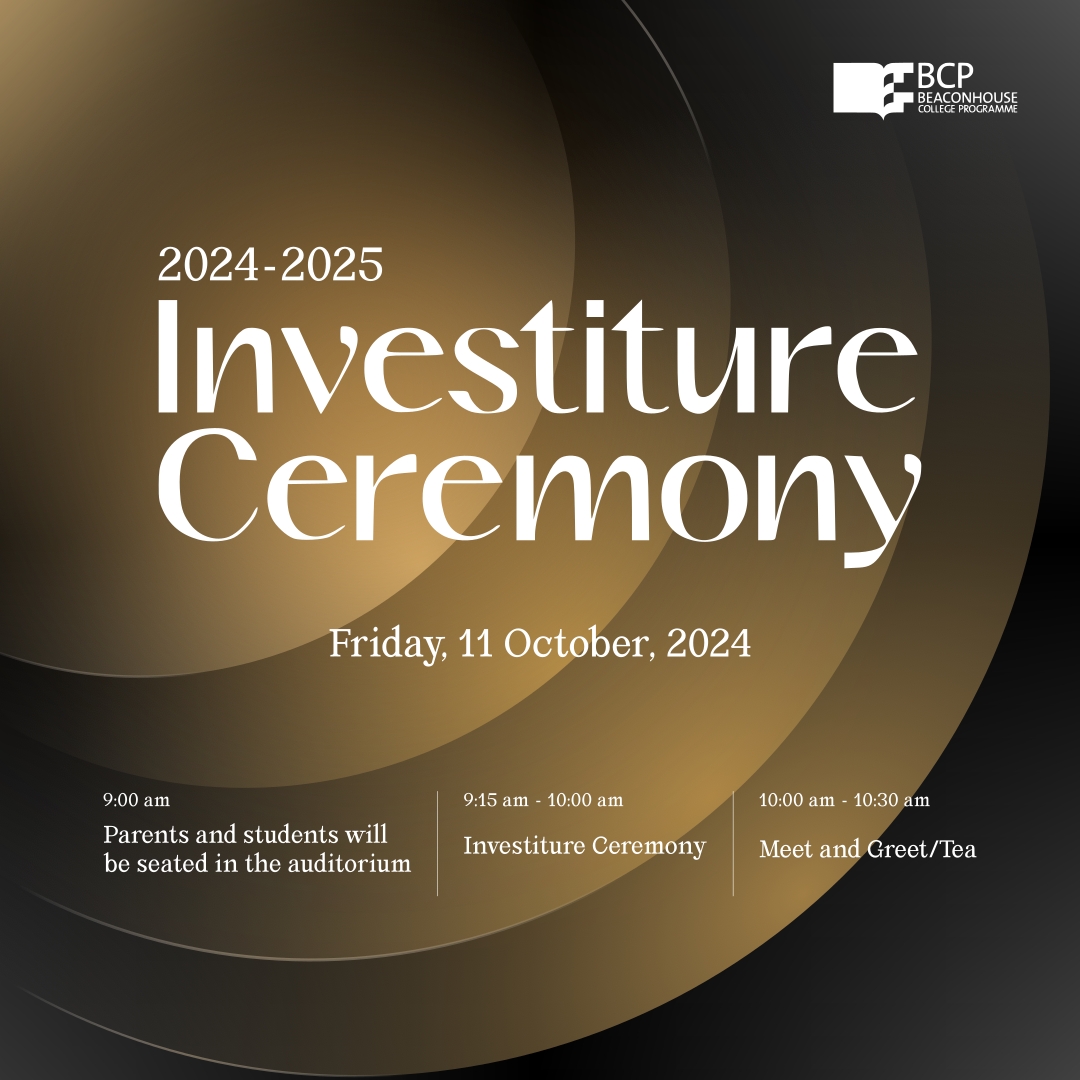 BCP
BEACONHOUSE
COLLEGE PROGRAMME
2024-2025
Investiture
Ceremony
Friday, 11 October, 2024
9:00 am
Parents and students will
be seated in the auditorium
9:15 am - 10:00 am
Investiture Ceremony
10:00 am - 10:30 am
Meet and Greet/Tea